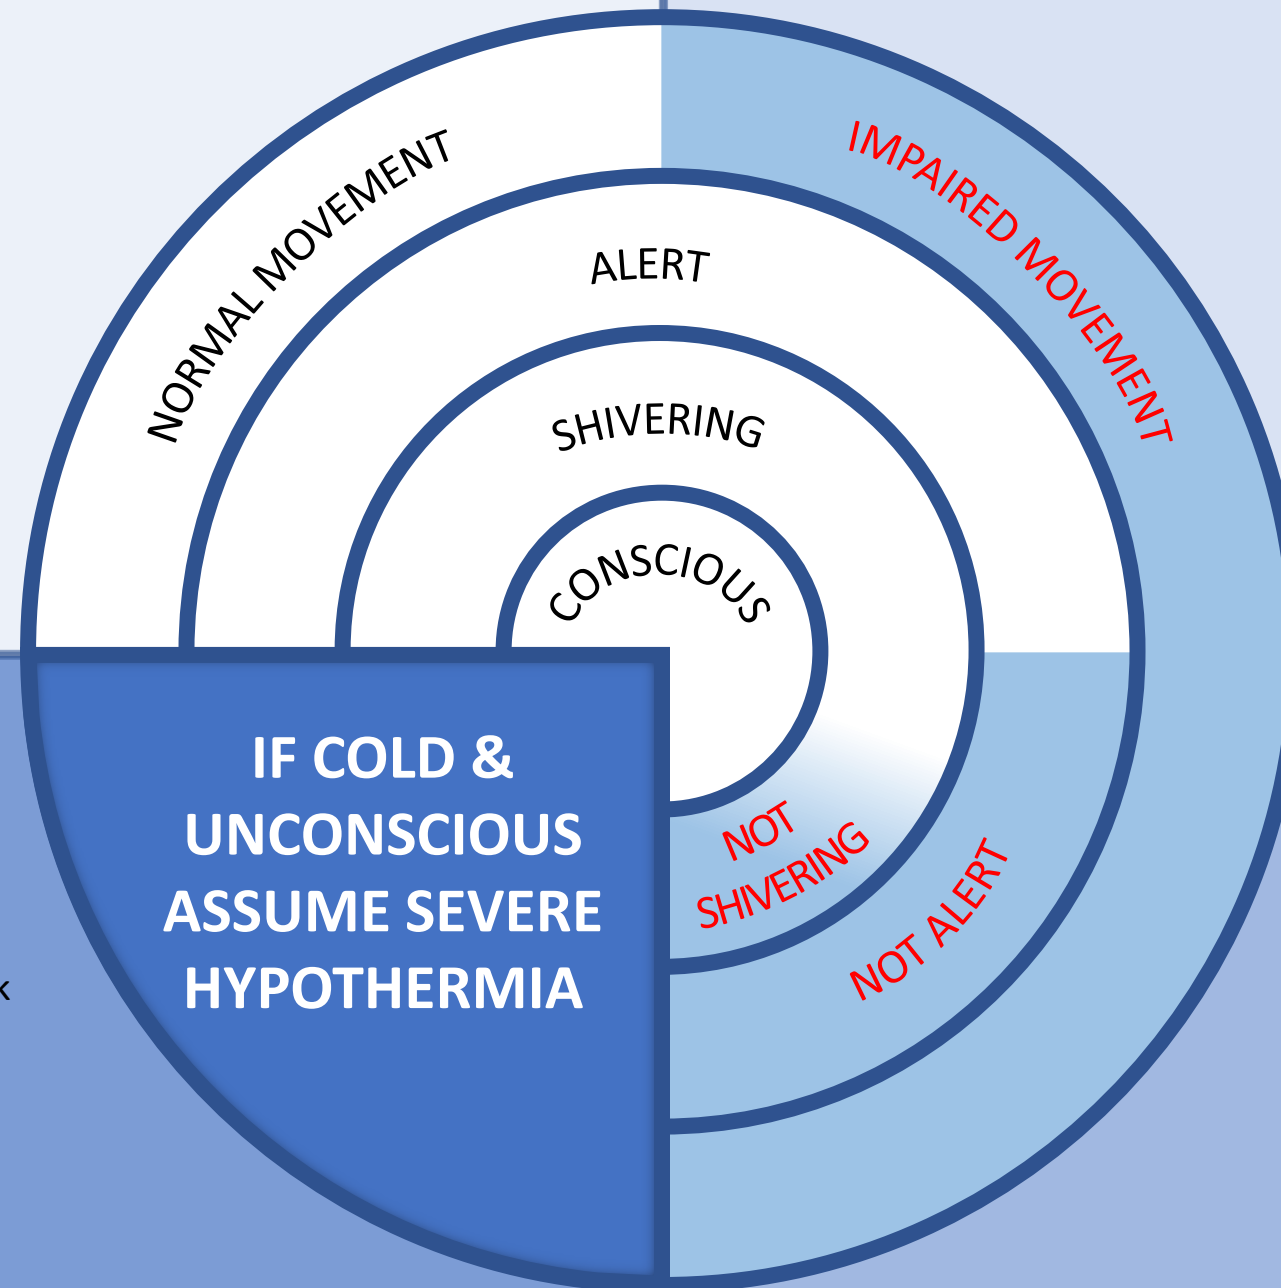 NORMAL MOVEMENT
IMPAIRED MOVEMENT
ALERT
SHIVERING
CONSCIOUS
IF COLD &
UNCONSCIOUS
ASSUME SEVERE
HYPOTHERMIA
NOT
SHIVERING
NOT ALERT
k